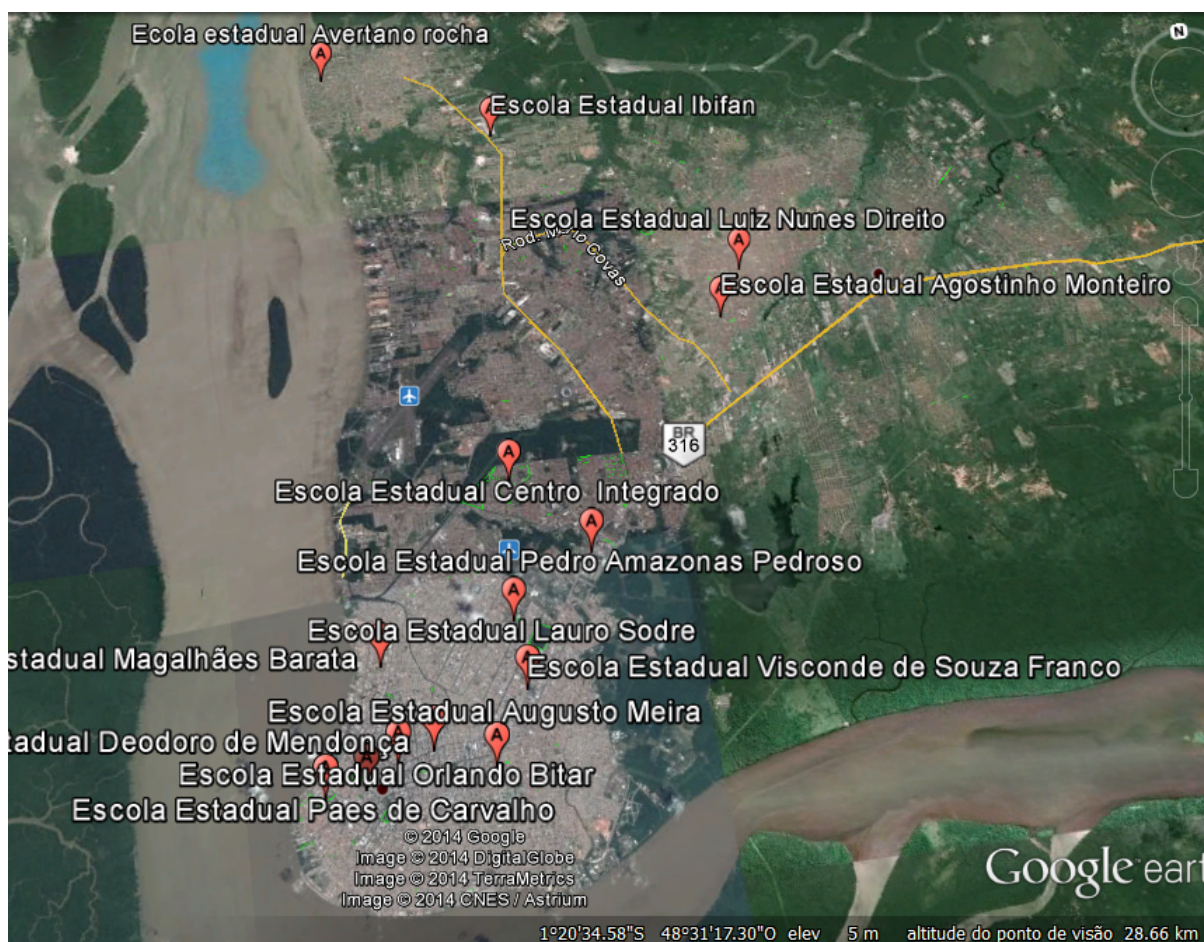 Ecola estadual Avertano rocha
N
A
Escola Estadual Ibifan
A
Escola Estadual Luiz Nunes Direito
A
Rod. Mario Covas
Escola Estadual Agostinho Monteiro
BR
316
A
Escola Estadual Centro Integrado
A
Escola Estadual Pedro Amazonas Pedroso
A
Escola Estadual Lauro Sodre
stadual Magalhães Barata
A
Escola Estadual Visconde de Souza Franco
Escola Estadual Augusto Meira
A
A
tadual Deodoro de Mendonça
A
A
Escola Estadual Orlando Bitar
Escola Estadual Paes de Carvalho
© 2014 Google
Image © 2014 DigitalGlobe
Image © 2014 TerraMetrics
Image © 2014 CNES / Astrium
Google eart
1°20'34.58"S 48°31'17.30"O elev 5 m altitude do ponto de visão 28.66 km